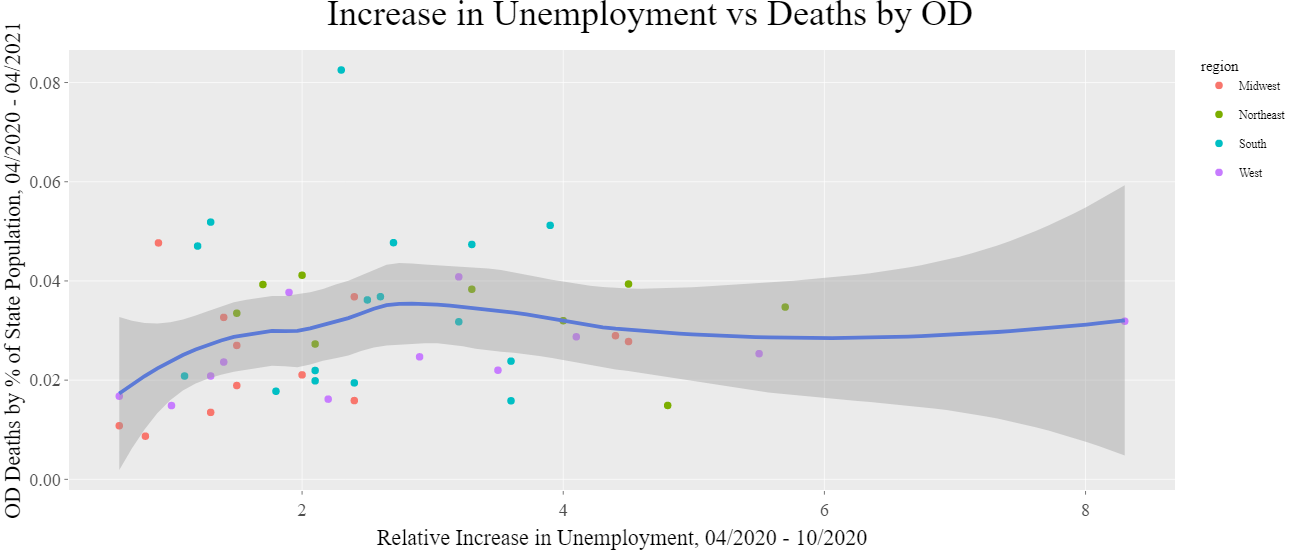 Increase in Unemployment vs Deaths by OD
OD Deaths by % of State Population, 04/2020 - 04/2021
0.08
0.06
0.04
0.02
0.00
2
4
6
8
Relative Increase in Unemployment, 04/2020 - 10/2020
region
Midwest
Northeast
South
West